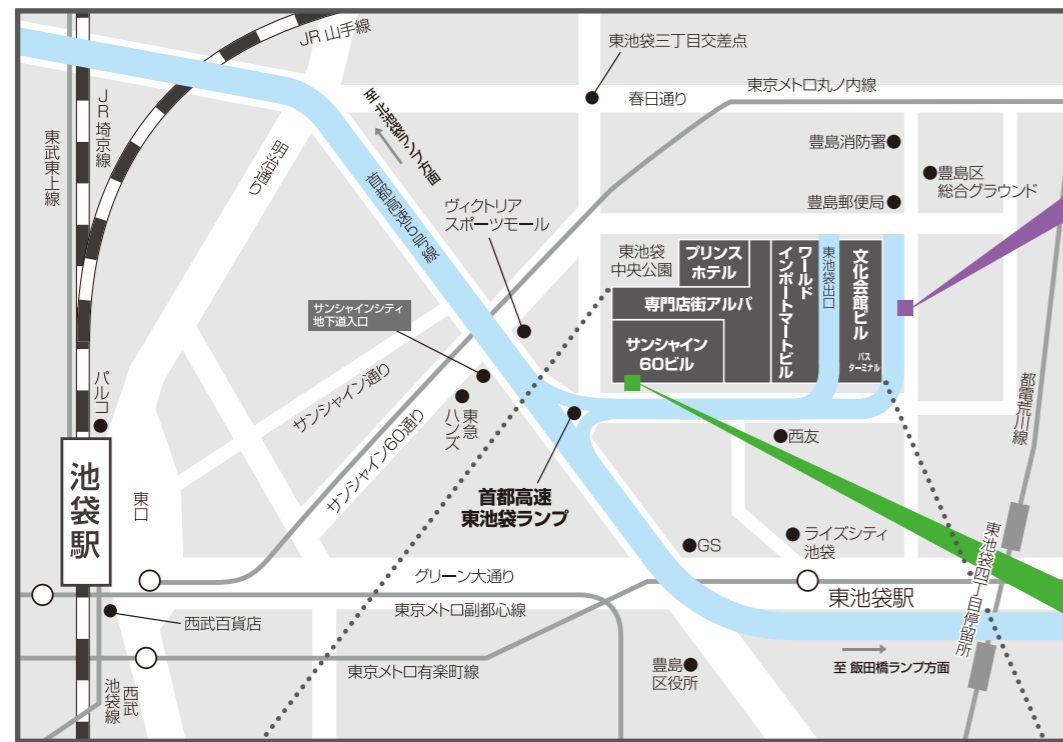 JR 山手線
東池袋三丁目交差点
東京メトロ丸ノ内線
春日通り
JR 埼京線
東武東上線
至 北池袋ランプ方面
明治通り
首都高速5号線
豊島消防署
豊島区
総合グラウンド
豊島郵便局
ヴィクトリア
スポーツモール
東池袋
中央公園
プリンス
ホテル
専門店街アルパ
サンシャイン
60ビル
ワールド
インポートマートビル
東池袋出口
文化会館ビル
バス
ターミナル
サンシャインシティ
地下道入口
都電荒川線
パルコ
サンシャイン通り
サンシャイン60通り
東急
ハンズ
西友
首都高速
東池袋ランプ
池袋駅
東口
GS
ライズシティ
池袋
東池袋四丁目停留所
グリーン大通り
東池袋駅
東京メトロ副都心線
西武百貨店
東京メトロ有楽町線
豊島
区役所
至 飯田橋ランプ方面
西武
池袋線